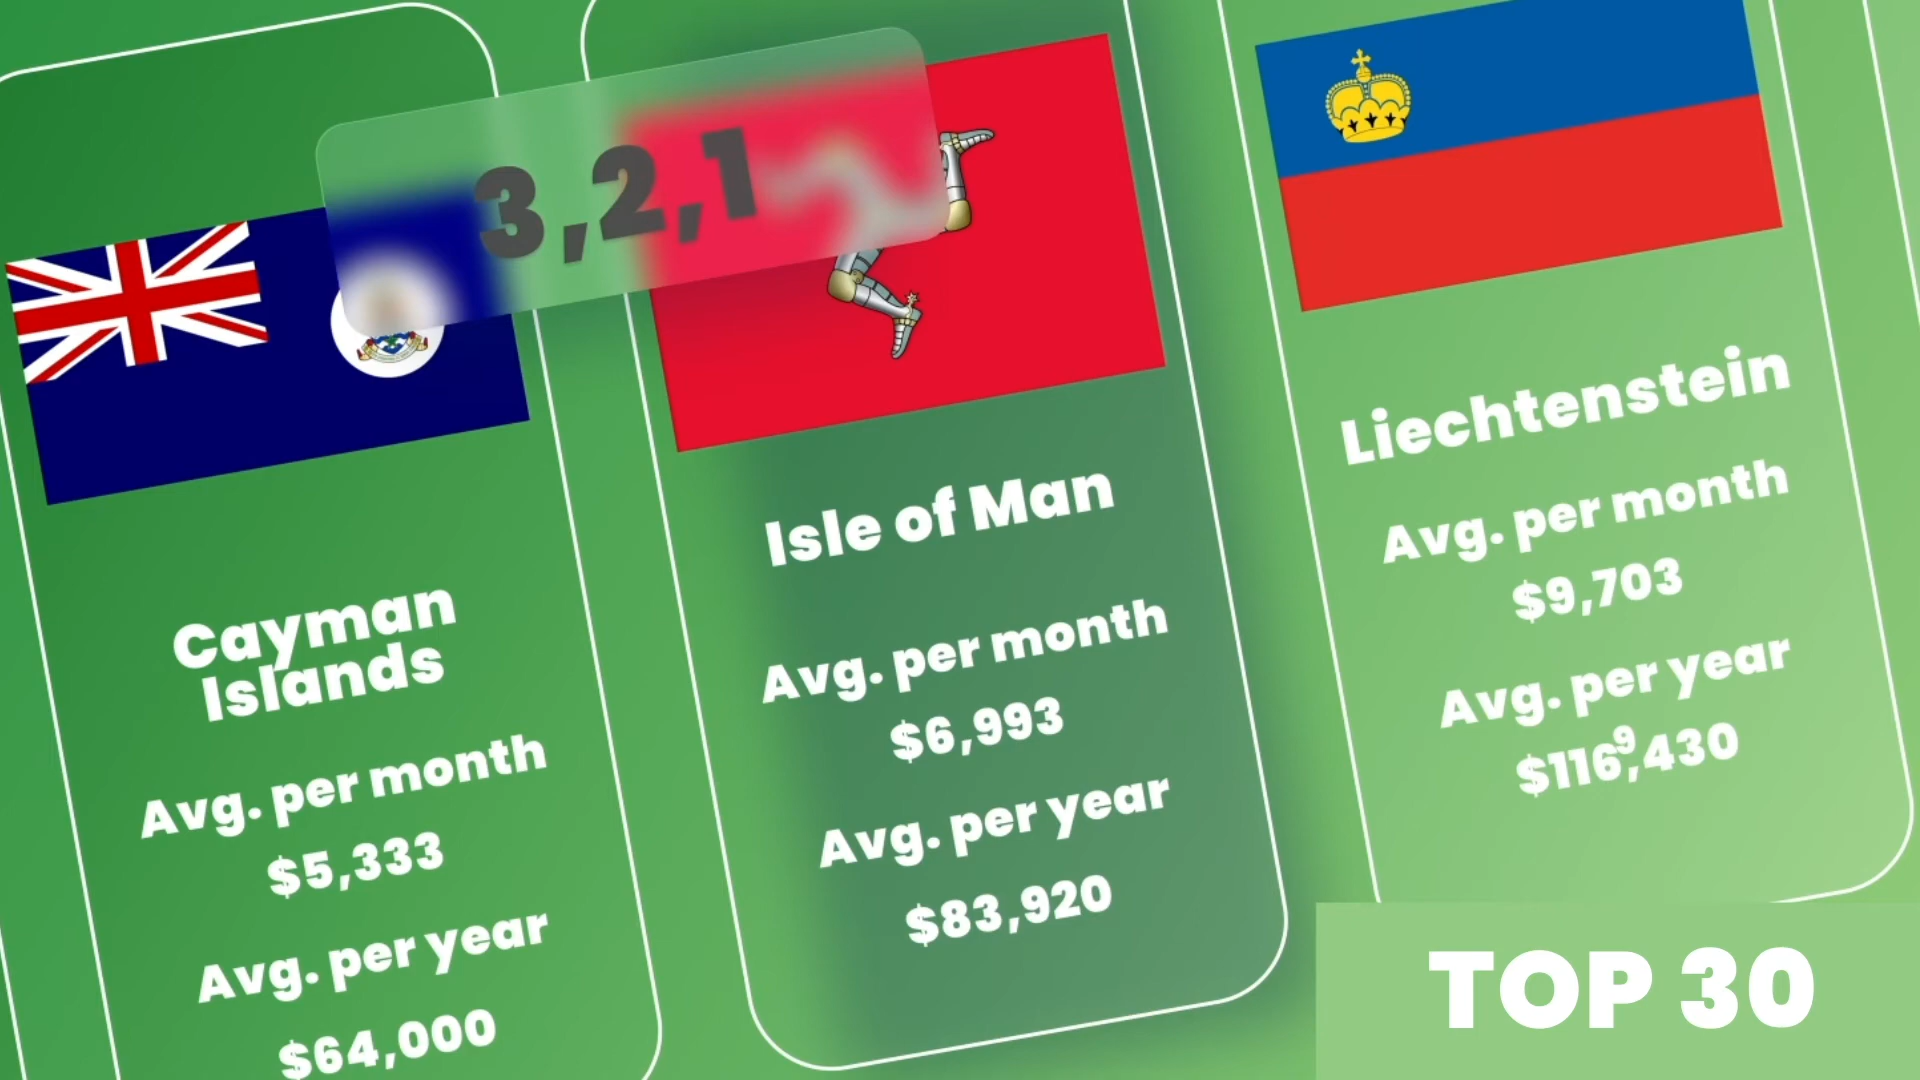 3,2,1
Cayman
Islands
Avg. per month
$5,333
Avg. per year
$64,000
Isle of Man
Avg. per month
$6,993
Avg. per year
$83,920
Liechtenstein
Avg. per month
$9,703
Avg. per year
9
$116,430
TOP 30